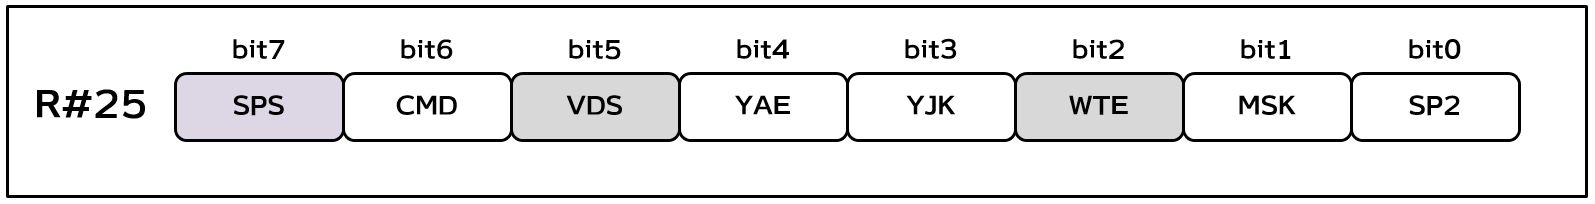 bit7 bit6 bit5 bit4 bit3 bit2 bit1 bit0
R#25 SPS CMD VDS YAE YJK WTE MSK SP2